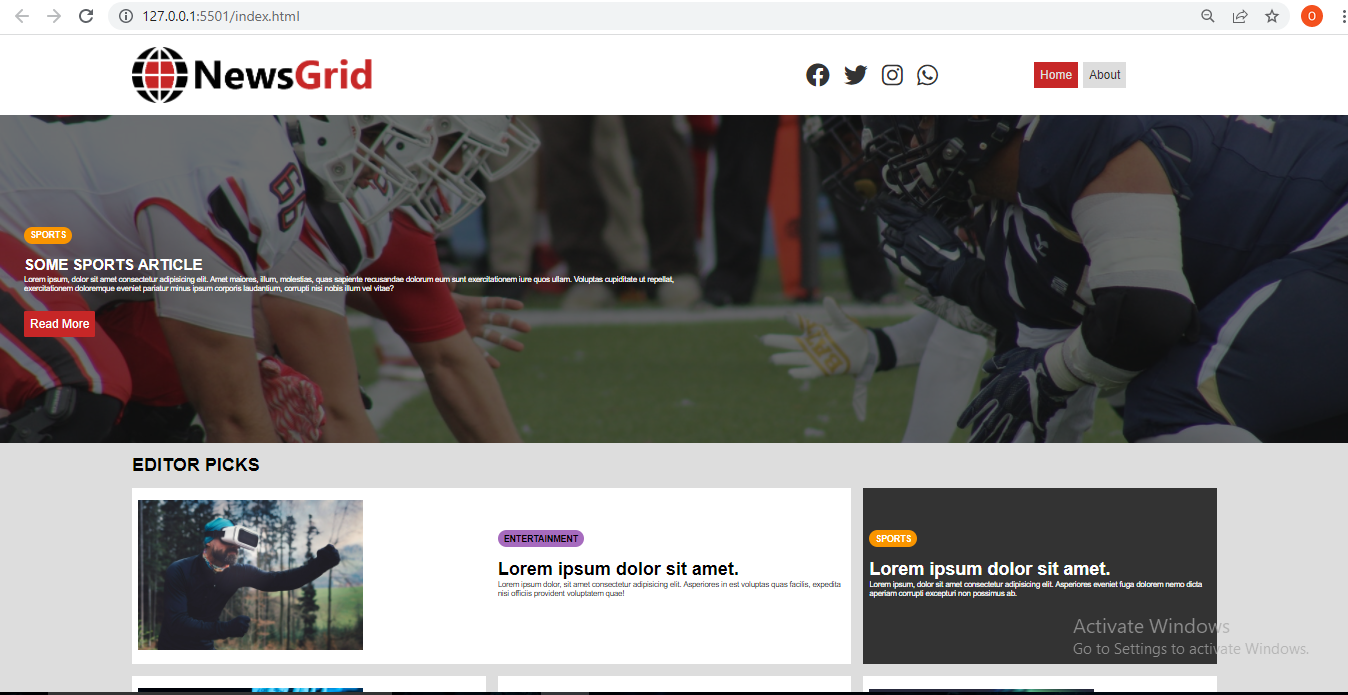 127.0.0.1:5501/index.html
O
NewsGrid
Home
About
SPORTS
SOME SPORTS ARTICLE
Lorem ipsum, dolor sit amet consectetur adipisicing elit. Amet maiores, illum, molestias, quas sapiente recusandae dolorum eum sunt exercitationem iure quos ullam. Voluptas cupiditate ut repellat,
exercitationem doloremque eveniet pariatur minus ipsum corporis laudantium, corrupti nisi nobis illum vel vitae?
Read More
EDITOR PICKS
ENTERTAINMENT
Lorem ipsum dolor sit amet.
Lorem ipsum dolor, sit amet consectetur adipisicing elit. Asperiores in est voluptas quas facilis, expedita
nisi officiis provident voluptatem quae!
SPORTS
Lorem ipsum dolor sit amet.
Lorem ipsum, dolor sit amet consectetur adipisicing elit. Asperiores eveniet fuga dolorem nemo dicta
aperiam corrupti excepturi non possimus ab.
Activate Windows
Go to Settings to activate Windows.